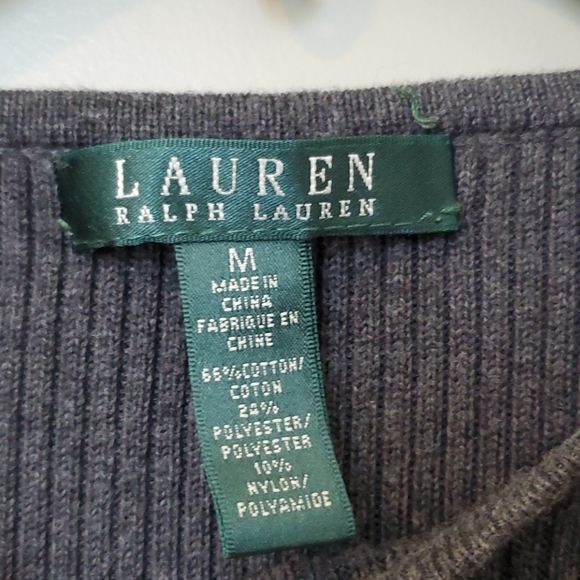 LAUREN
RALPH LAUREN
M
MADE IN
CHINA
FABRIQUE EN
CHINE
66%COTTON/
COTON
24%
POLYESTER/
POLYESTER
10%
NYLON/
POLYAMIDE